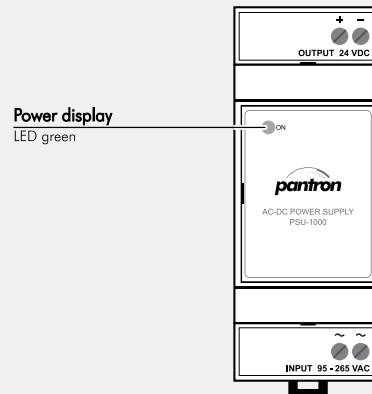 + −
OUTPUT 24 VDC
Power display
LED green
ON
pantron
AC-DC POWER SUPPLY
PSU-1000
~ ~
INPUT 95 - 265 VAC